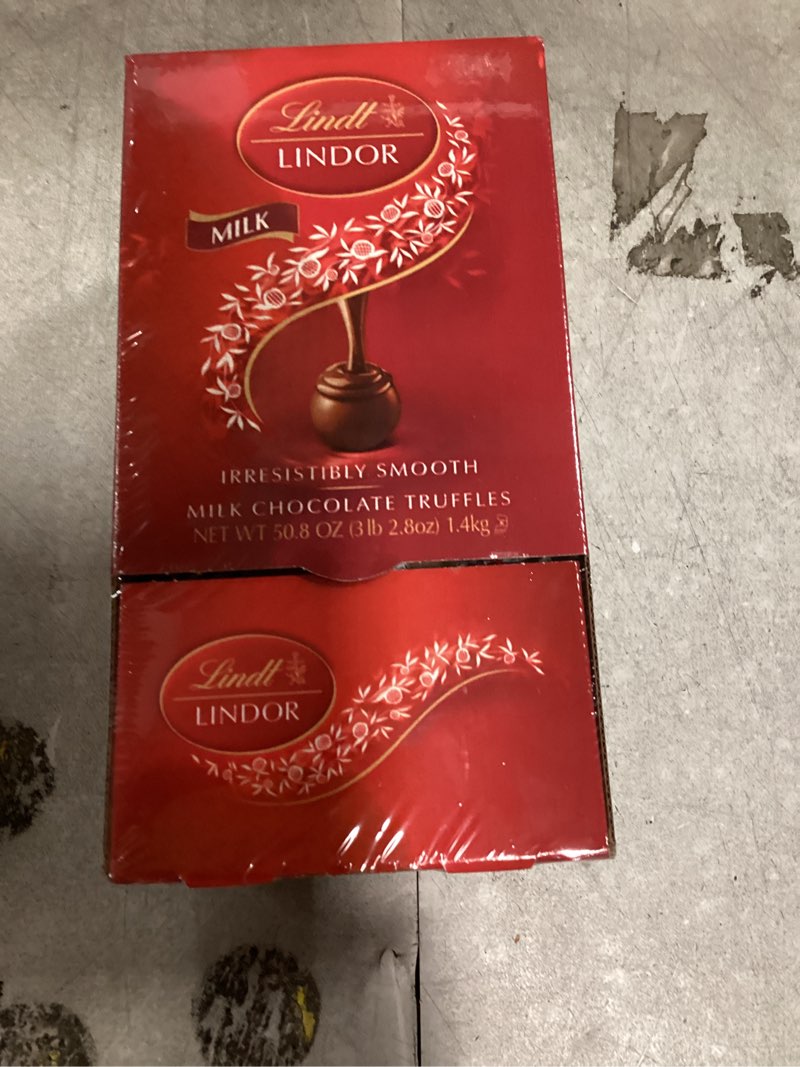 Lindt
LINDOR
MILK
IRRESISTIBLY SMOOTH
MILK CHOCOLATE TRUFFLES
NET WT 50.8 OZ (3 lb 2.8oz) 1.4kg
Lindt
LINDOR